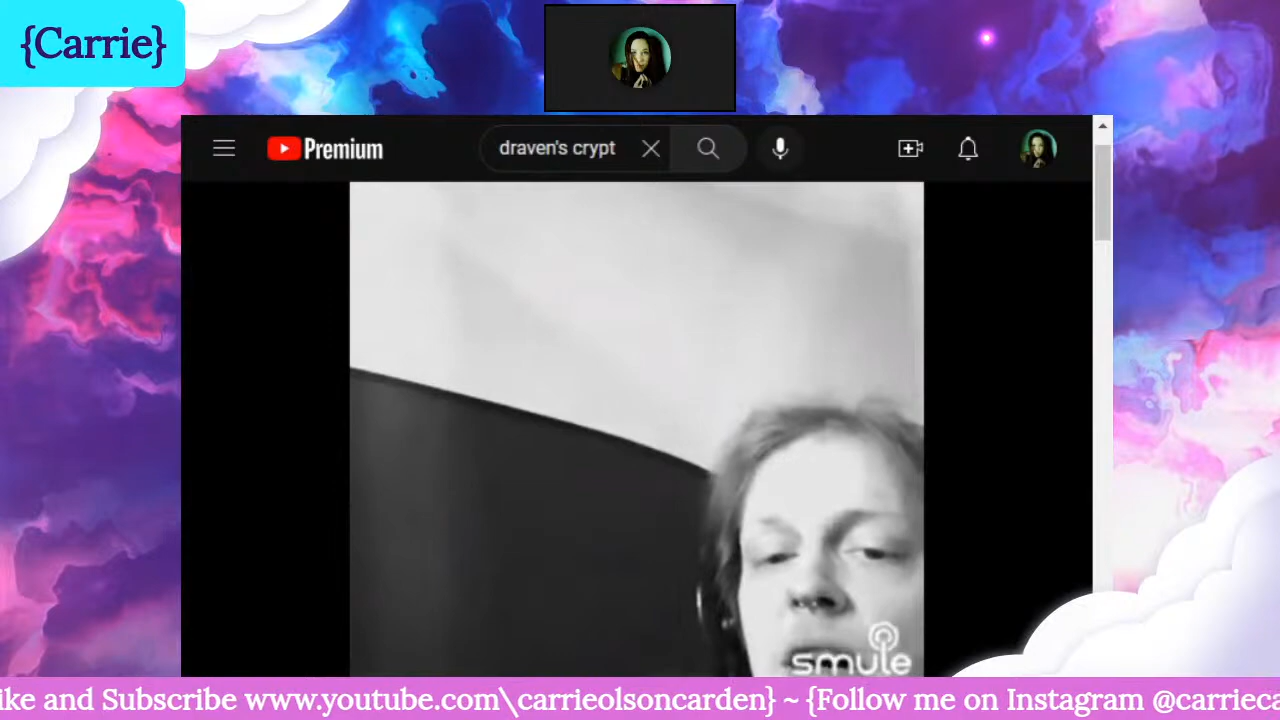 {Carrie}
Premium
draven's crypt
smule
ike and Subscribe www.youtube.com\carrieolsoncarden} ~ {Follow me on Instagram @carrieca